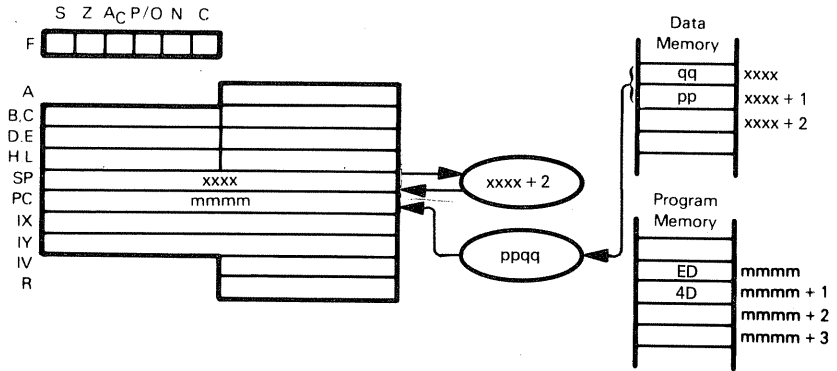 S Z AC P/O N C
F
A
B,C
D.E
H L
SP xxxx
PC mmmm
IX
IY
IV
R
xxxx + 2
ppqq
Data
Memory
qq xxxx
pp xxxx + 1
xxxx + 2
Program
Memory
ED mmmm
4D mmmm + 1
mmmm + 2
mmmm + 3